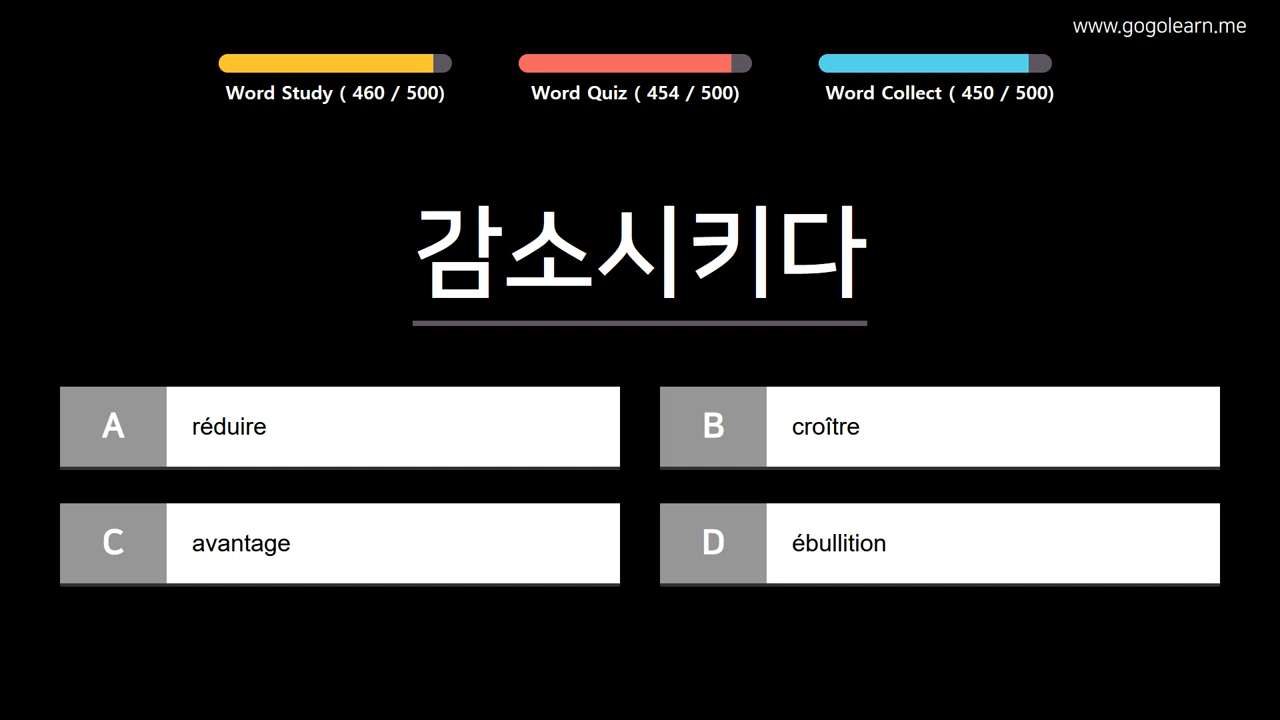 www.gogolearn.me
Word Study ( 460 / 500)
Word Quiz ( 454 / 500)
Word Collect ( 450 / 500)
감소시키다
A
réduire
B
croître
C
avantage
D
ébullition